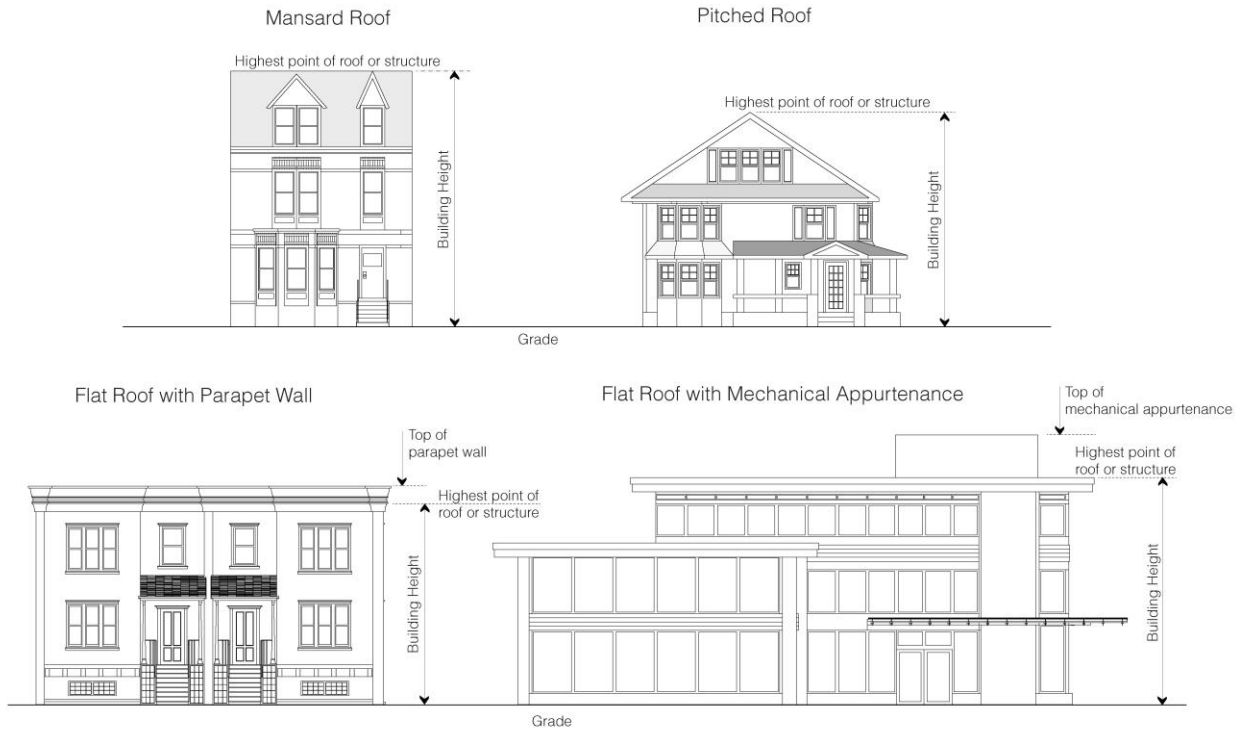 Mansard Roof
Highest point of roof or structure
Building Height
Pitched Roof
Highest point of roof or structure
Building Height
Grade
Flat Roof with Parapet Wall
Top of
parapet wall
Highest point of
roof or structure
Building Height
Flat Roof with Mechanical Appurtenance
Top of
mechanical appurtenance
Highest point of
roof or structure
Building Height
Grade